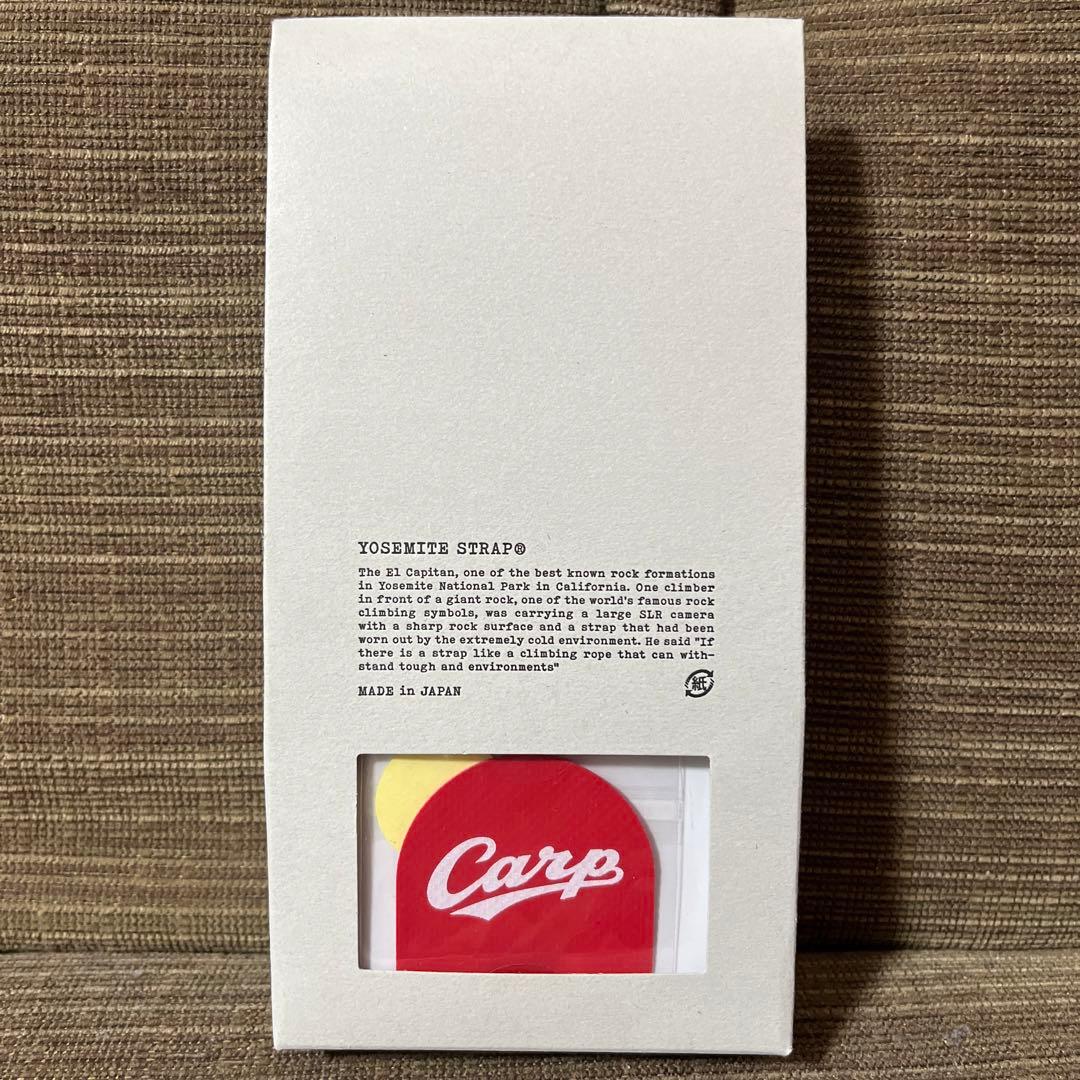 YOSEMITE STRAP®
The El Capitan, one of the best known rock formations
in Yosemite National Park in California. One climber
in front of a giant rock, one of the world's famous rock
climbing symbols, was carrying a large SLR camera
with a sharp rock surface and a strap that had been
worn out by the extremely cold environment. He said "If
there is a strap like a climbing rope that can with-
stand tough and environments"
MADE in JAPAN
紙
Carp